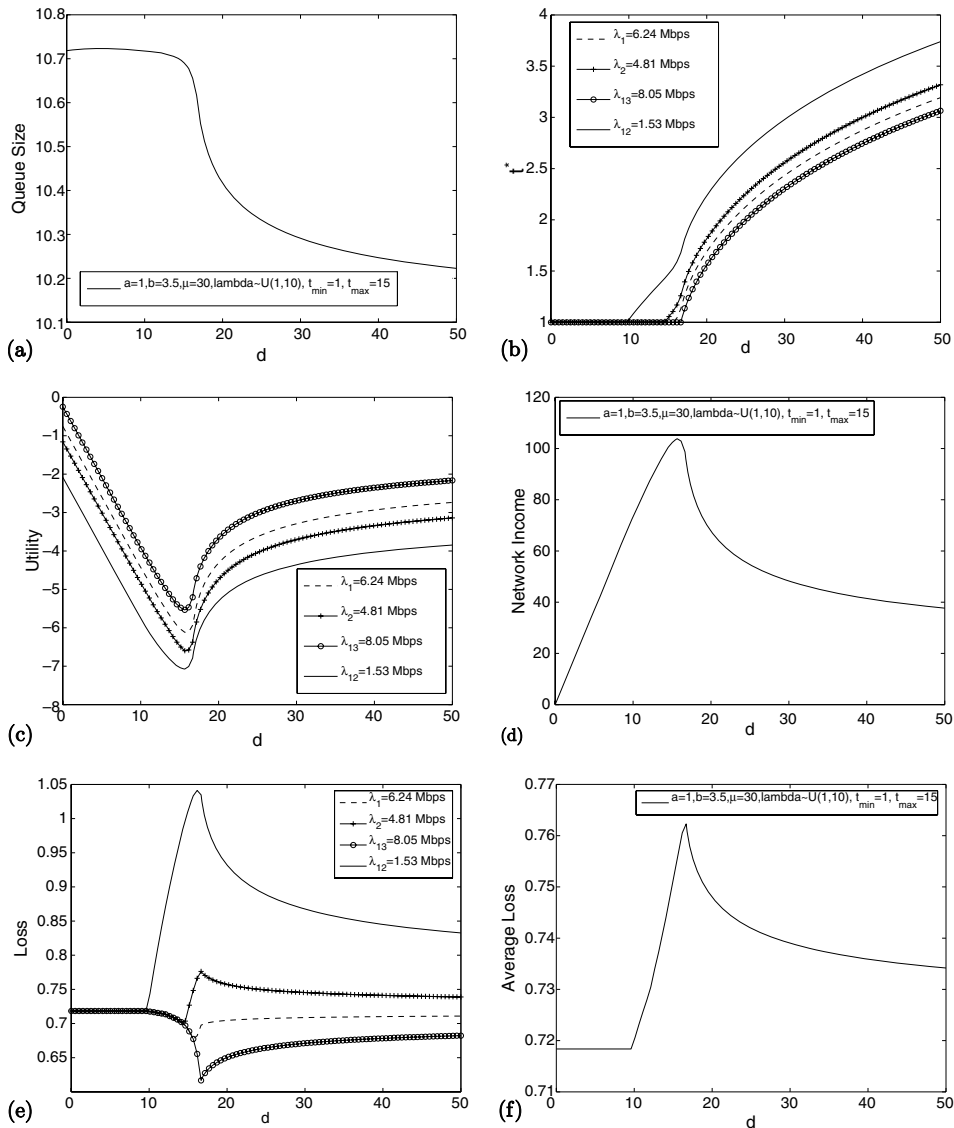 10.8
10.7
10.6
10.5
10.4
10.3
10.2
10.1
Queue Size
a=1,b=3.5,μ=30,lambda~U(1,10), t_min=1, t_max=15
0 10 20 30 40 50
d
(a)
4
3.5
3
2.5
2
1.5
1
t*
λ_1=6.24 Mbps
λ_2=4.81 Mbps
λ_13=8.05 Mbps
λ_12=1.53 Mbps
0 10 20 30 40 50
d
(b)
0
−1
−2
−3
−4
−5
−6
−7
−8
Utility
λ_1=6.24 Mbps
λ_2=4.81 Mbps
λ_13=8.05 Mbps
λ_12=1.53 Mbps
0 10 20 30 40 50
d
(c)
120
100
80
60
40
20
0
Network Income
a=1,b=3.5,μ=30,lambda~U(1,10), t_min=1, t_max=15
0 10 20 30 40 50
d
(d)
1.05
1
0.95
0.9
0.85
0.8
0.75
0.7
0.65
Loss
λ_1=6.24 Mbps
λ_2=4.81 Mbps
λ_13=8.05 Mbps
λ_12=1.53 Mbps
0 10 20 30 40 50
d
(e)
0.77
0.76
0.75
0.74
0.73
0.72
0.71
Average Loss
a=1,b=3.5,μ=30,lambda~U(1,10), t_min=1, t_max=15
0 10 20 30 40 50
d
(f)